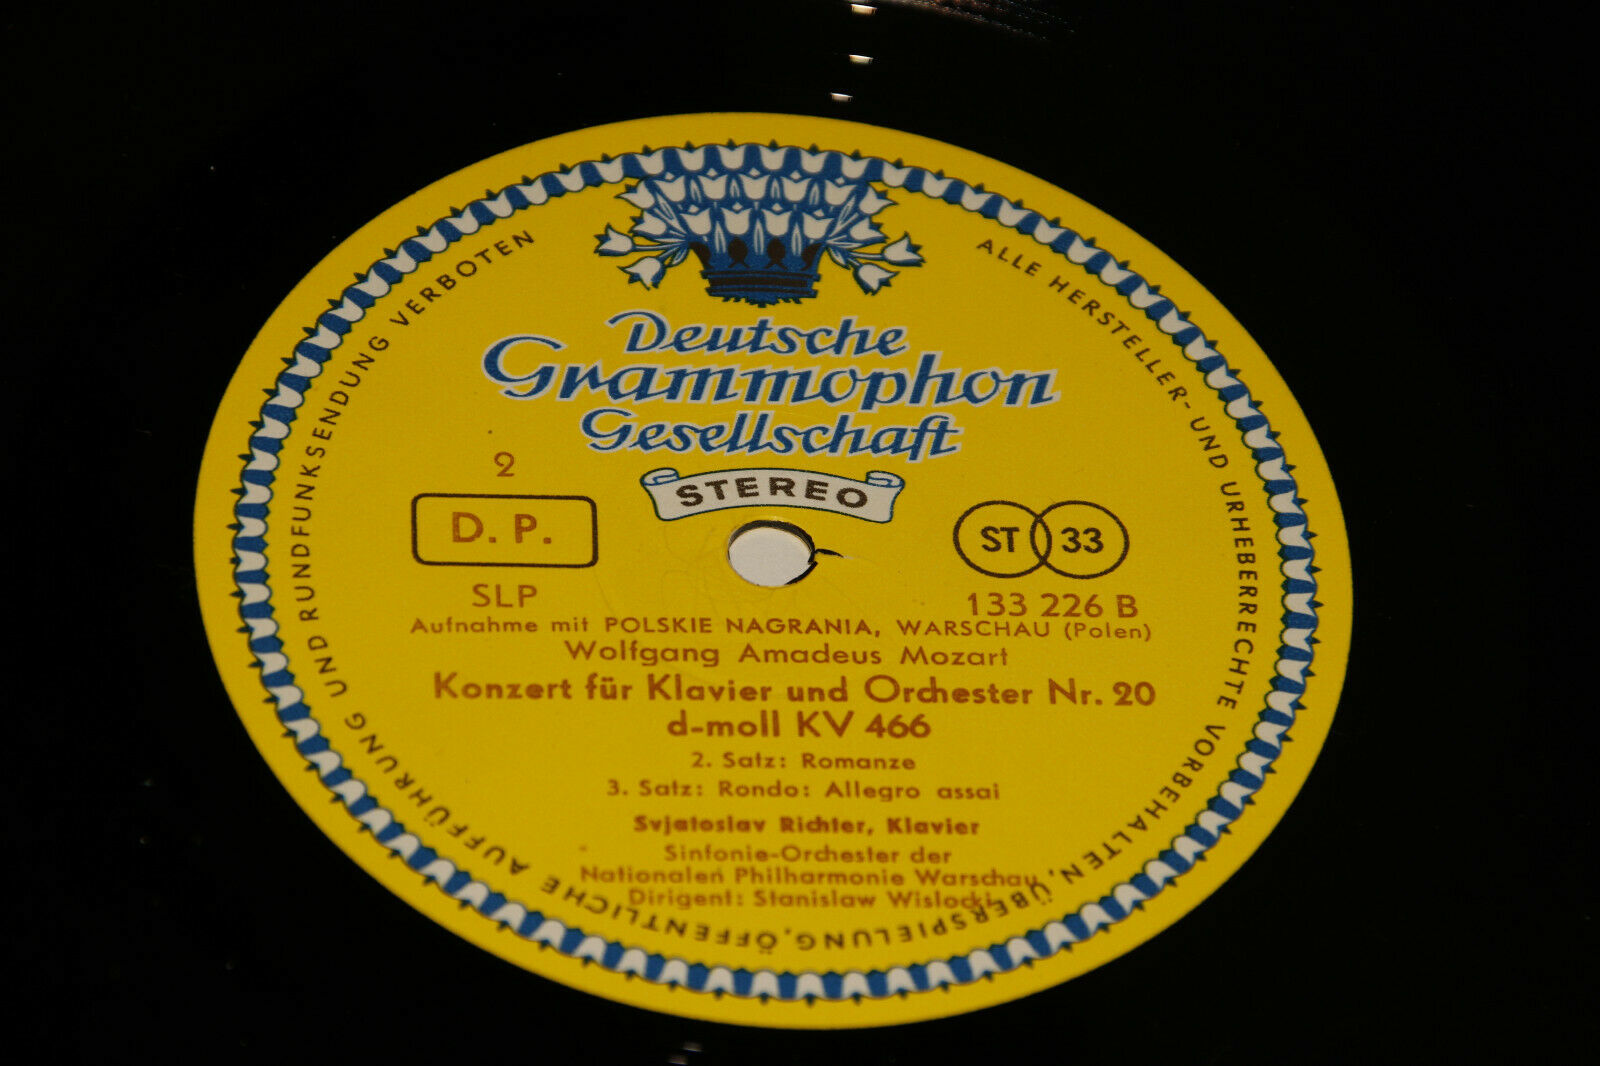 Deutsche
Grammophon
Gesellschaft
STEREO
2
D. P.
ST 33
SLP
133 226 B
Aufnahme mit POLSKIE NAGRANIA, WARSCHAU (Polen)
Wolfgang Amadeus Mozart
Konzert für Klavier und Orchester Nr. 20
d-moll KV 466
2. Satz: Romanze
3. Satz: Rondo: Allegro assai
Svjatoslav Richter, Klavier
Sinfonie-Orchester der
Nationalen Philharmonie Warschau
Dirigent: Stanislaw Wislocki
ALLE HERSTELLER- UND URHEBERRECHTE VORBEHALTEN, ÜBERSPIELUNG, ÖFFENTLICHE AUFFÜHRUNG UND RUNDFUNKSENDUNG VERBOTEN